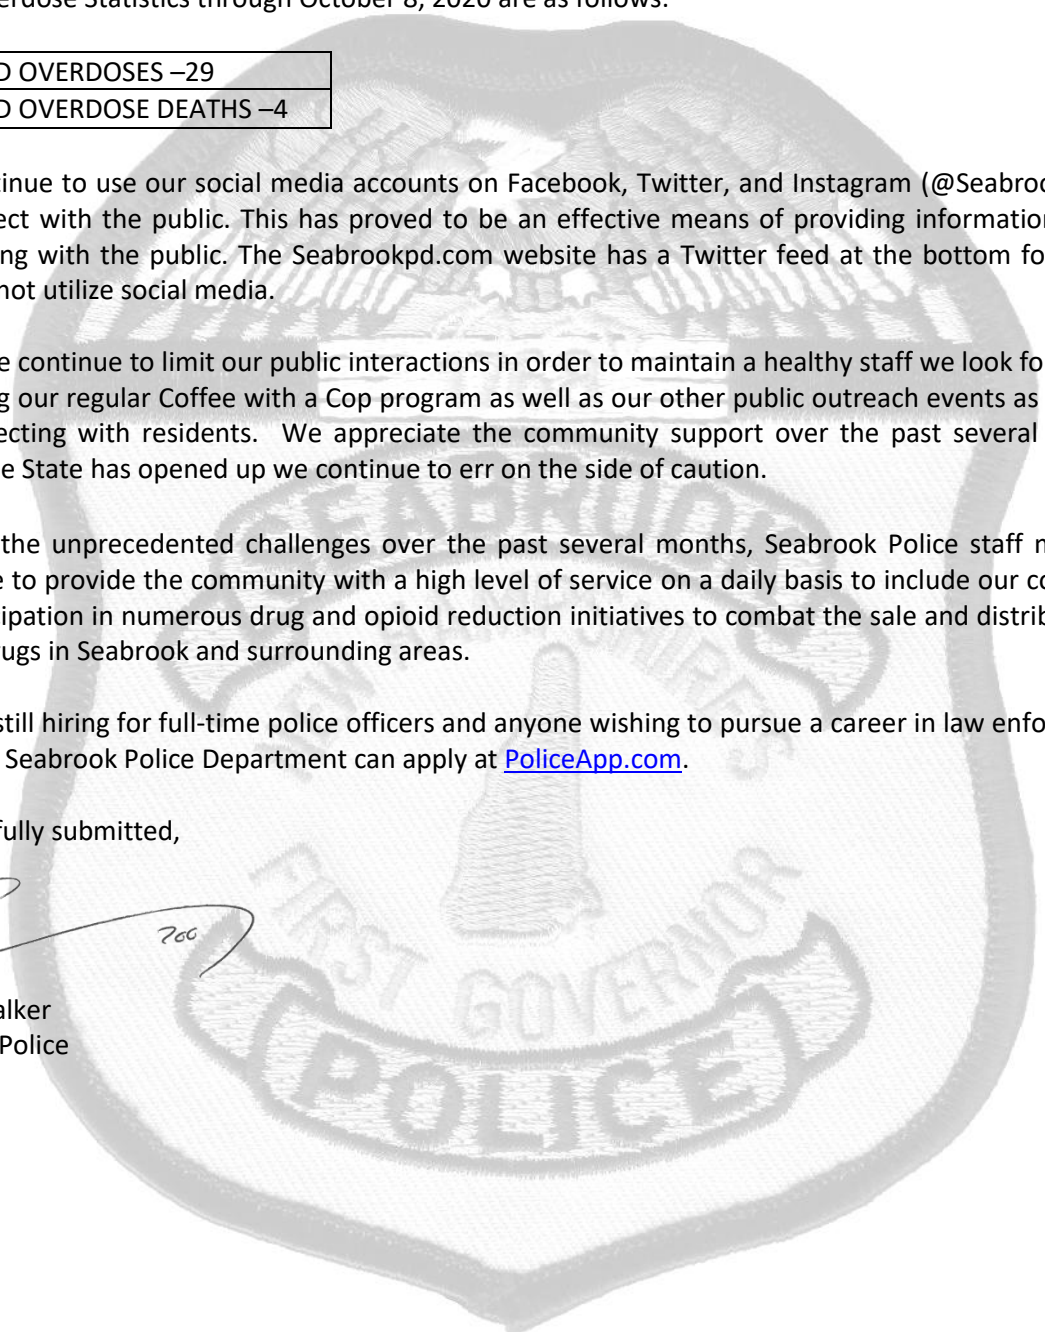 erdose Statistics through October 8, 2020 are as follows:
D OVERDOSES –29
D OVERDOSE DEATHS –4
tinue to use our social media accounts on Facebook, Twitter, and Instagram (@Seabroo
ect with the public. This has proved to be an effective means of providing information
ing with the public. The Seabrookpd.com website has a Twitter feed at the bottom fo
not utilize social media.
e continue to limit our public interactions in order to maintain a healthy staff we look fo
g our regular Coffee with a Cop program as well as our other public outreach events as
ecting with residents. We appreciate the community support over the past several
e State has opened up we continue to err on the side of caution.
the unprecedented challenges over the past several months, Seabrook Police staff m
e to provide the community with a high level of service on a daily basis to include our co
ipation in numerous drug and opioid reduction initiatives to combat the sale and distrib
rugs in Seabrook and surrounding areas.
still hiring for full-time police officers and anyone wishing to pursue a career in law enfo
Seabrook Police Department can apply at PoliceApp.com.
fully submitted,
700
alker
Police
SEABROOK
NEW HAMPSHIRE'S
FIRST GOVERNOR
POLICE